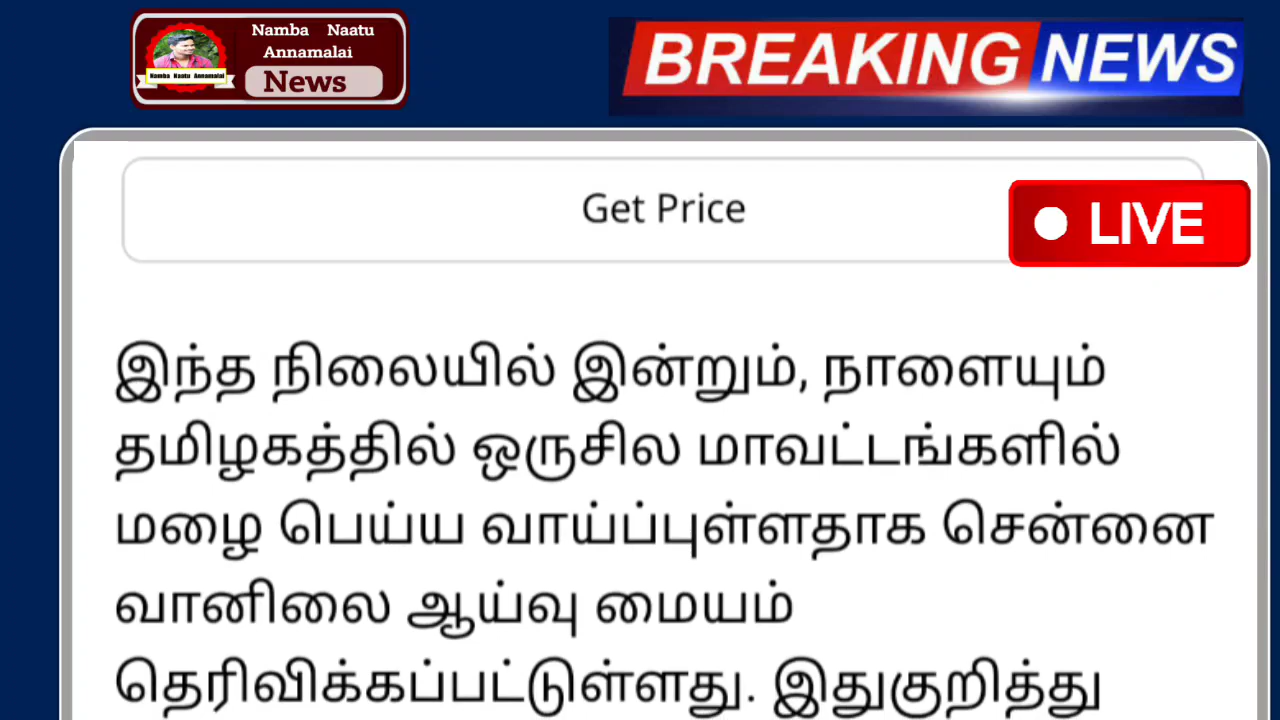 Namba Naatu
Annamalai
News
Namba Naatu Annamalai
BREAKING NEWS
Get Price
LIVE
இந்த நிலையில் இன்றும், நாளையும்
தமிழகத்தில் ஒருசில மாவட்டங்களில்
மழை பெய்ய வாய்ப்புள்ளதாக சென்னை
வானிலை ஆய்வு மையம்
தெரிவிக்கப்பட்டுள்ளது. இதுகுறித்து